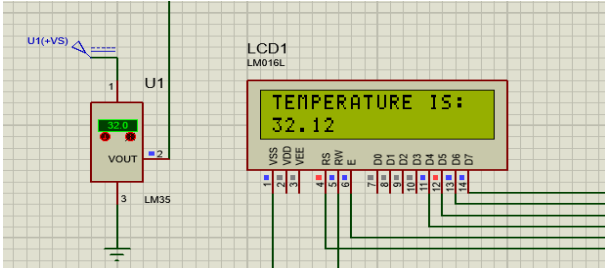 U1(+VS)
1
U1
32.0
VOUT
2
3
LM35
LCD1
LM016L
TEMPERATURE IS:
32.12
VSS VDD VEE RS RW E D0 D1 D2 D3 D4 D5 D6 D7
1 2 3 4 5 6 7 8 9 10 11 12 13 14